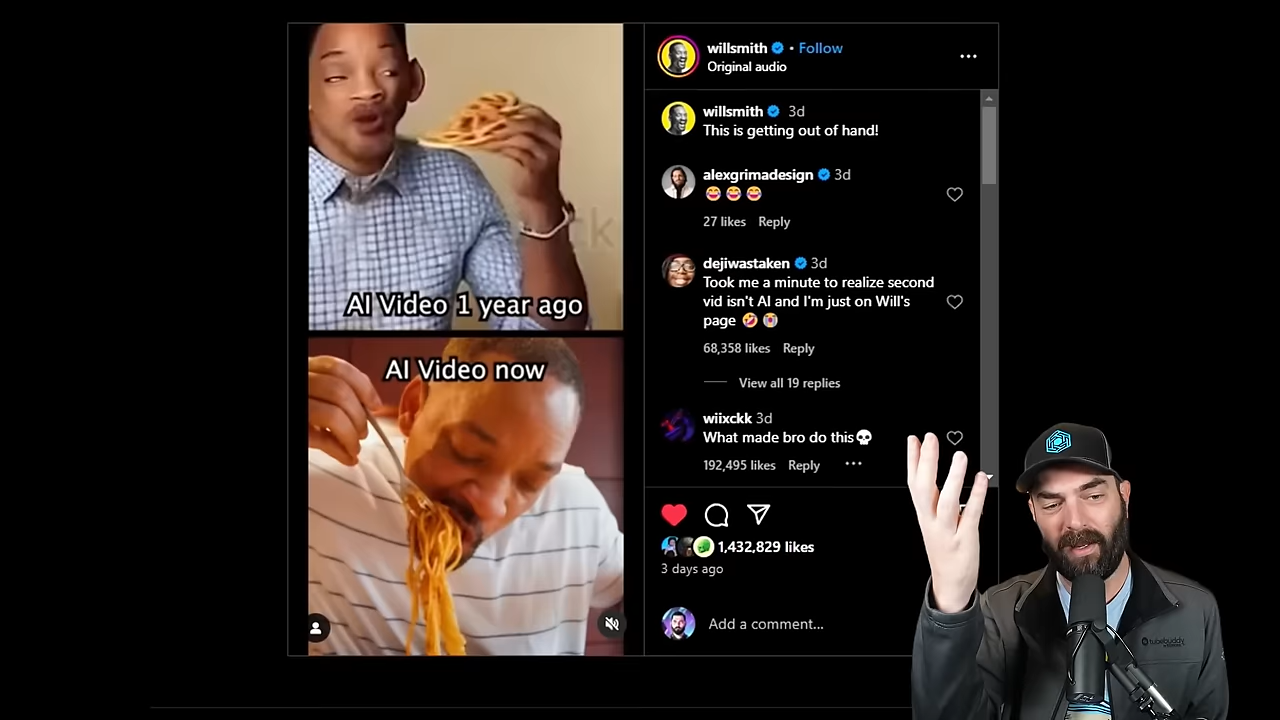 AI Video 1 year ago
AI Video now
willsmith • Follow
Original audio
willsmith 3d
This is getting out of hand!
alexgrimadesign 3d
😂 😂 😂
27 likes Reply
dejiwastaken 3d
Took me a minute to realize second
vid isn't AI and I'm just on Will's
page 🤣 😭
68,358 likes Reply
View all 19 replies
wiixckk 3d
What made bro do this💀
192,495 likes Reply
1,432,829 likes
3 days ago
Add a comment...
tubebuddy